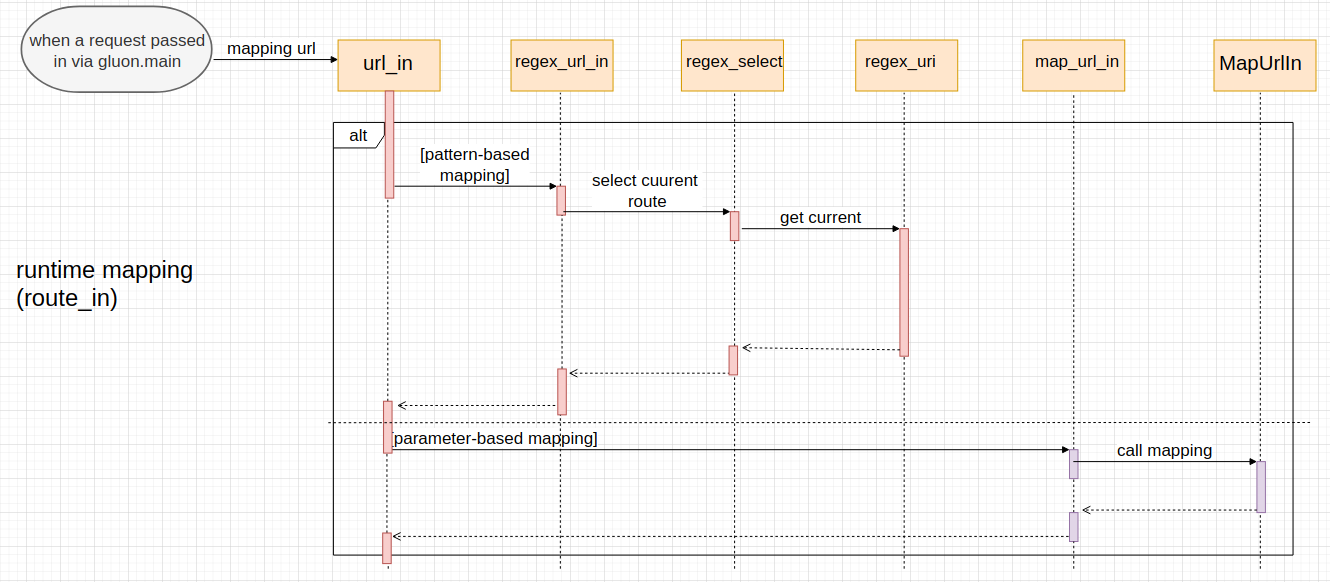 when a request passed
in via gluon.main
mapping url
url_in
regex_url_in
regex_select
regex_uri
map_url_in
MapUrlIn
alt
[pattern-based
mapping]
select cuurent
route
get current
runtime mapping
(route_in)
[parameter-based mapping]
call mapping